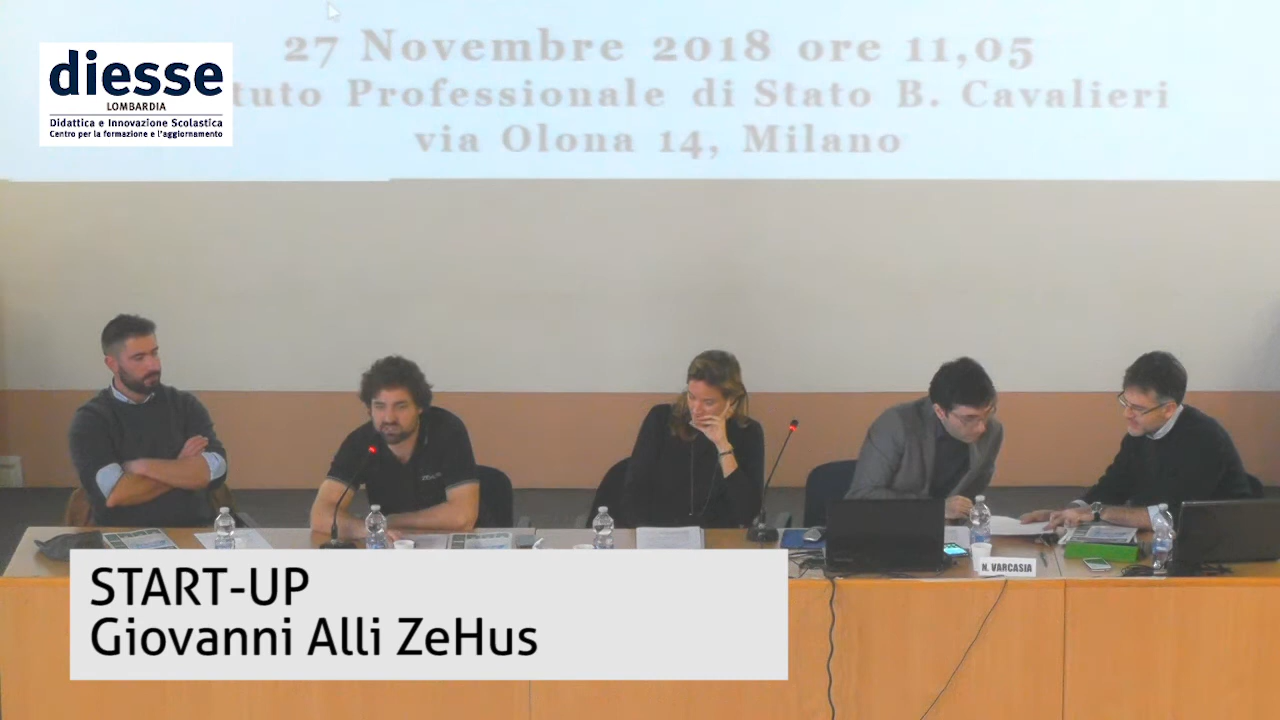 27 Novembre 2018 ore 11,05
tuto Professionale di Stato B. Cavalieri
via Olona 14, Milano
diesse
LOMBARDIA
Didattica e Innovazione Scolastica
Centro per la formazione e l'aggiornamento
N. VARCASIA
START-UP
Giovanni Alli ZeHus